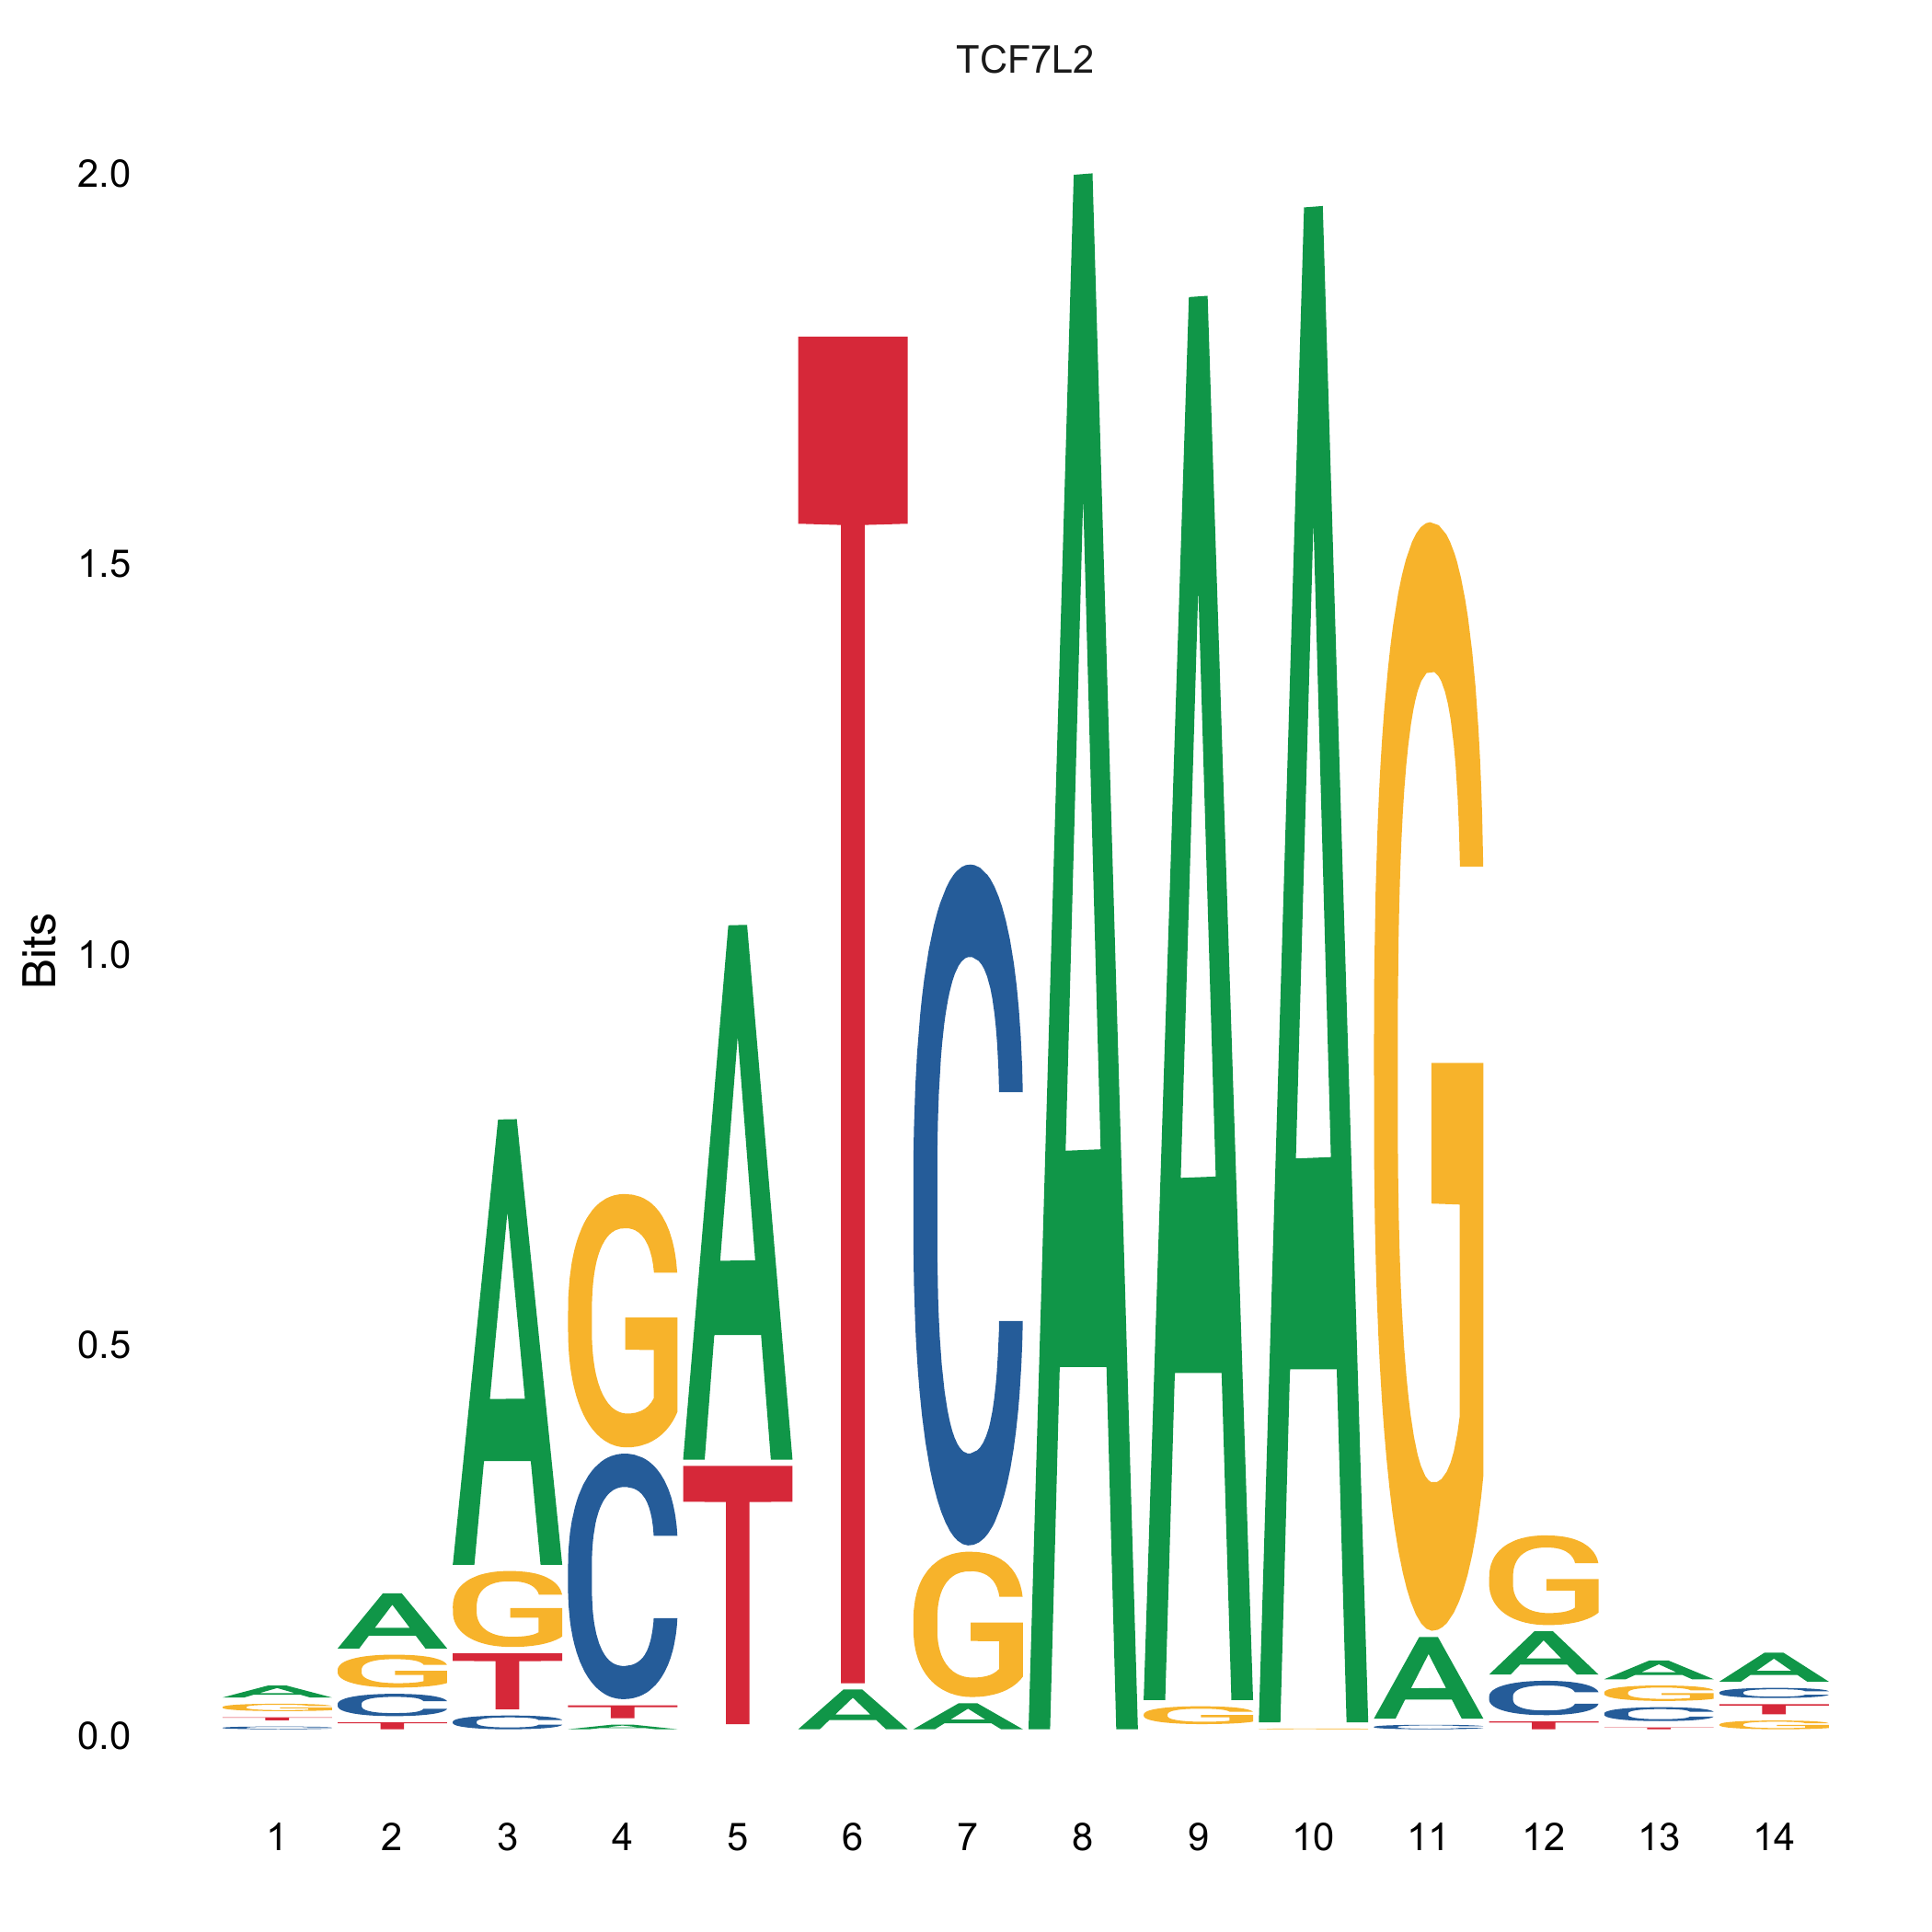 TCF7L2
2.0
1.5
1.0
0.5
0.0
Bits
A G T C
A G C T
A G T C
G C T A
A T
T A
C G A
A
A G
A G
G A C
G A C T
A G C T
A C T G
1 2 3 4 5 6 7 8 9 10 11 12 13 14